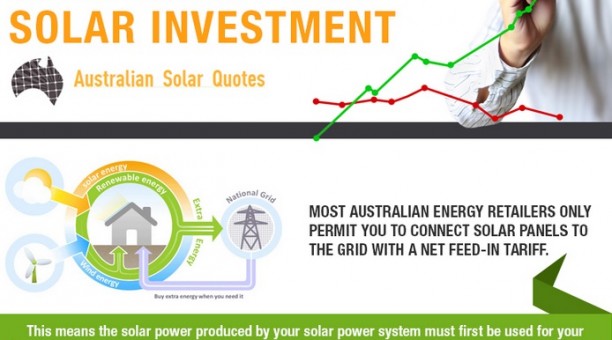 SOLAR INVESTMENT
Australian Solar Quotes
solar energy
Renewable energy
Wind energy
Extra
Energy
National Grid
Buy extra energy when you need it
MOST AUSTRALIAN ENERGY RETAILERS ONLY
PERMIT YOU TO CONNECT SOLAR PANELS TO
THE GRID WITH A NET FEED-IN TARIFF.
This means the solar power produced by your solar power system must first be used for your